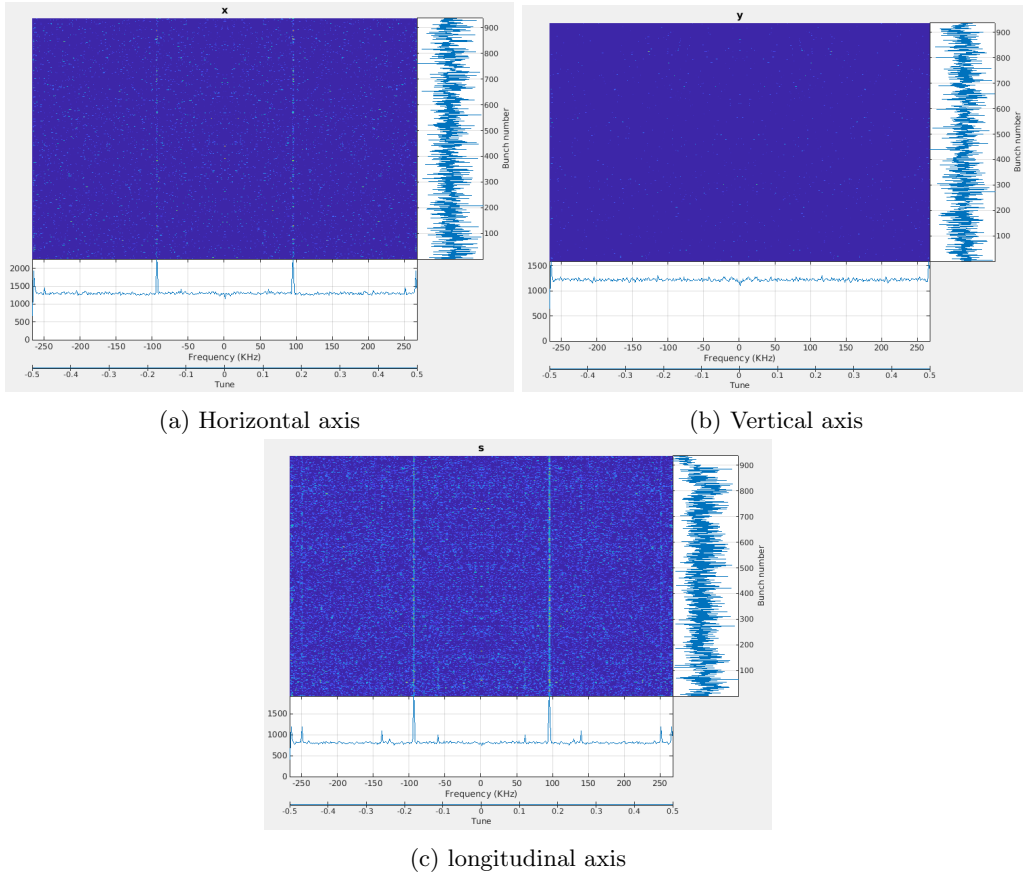 x
900
800
700
600
500
400
300
200
100
Bunch number
2000
1500
1000
500
0
-250 -200 -150 -100 -50 0 50 100 150 200 250
Frequency (KHz)
-0.5 -0.4 -0.3 -0.2 -0.1 0 0.1 0.2 0.3 0.4 0.5
Tune
(a) Horizontal axis
y
900
800
700
600
500
400
300
200
100
Bunch number
1500
1000
500
0
-250 -200 -150 -100 -50 0 50 100 150 200 250
Frequency (KHz)
-0.5 -0.4 -0.3 -0.2 -0.1 0 0.1 0.2 0.3 0.4 0.5
Tune
(b) Vertical axis
s
900
800
700
600
500
400
300
200
100
Bunch number
1500
1000
500
0
-250 -200 -150 -100 -50 0 50 100 150 200 250
Frequency (KHz)
-0.5 -0.4 -0.3 -0.2 -0.1 0 0.1 0.2 0.3 0.4 0.5
Tune
(c) longitudinal axis